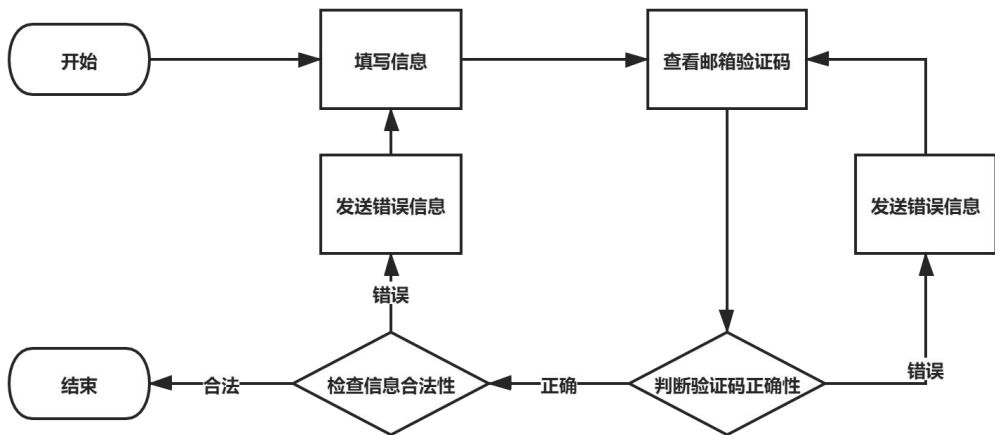 开始
填写信息
查看邮箱验证码
发送错误信息
发送错误信息
错误
结束
合法
检查信息合法性
正确
判断验证码正确性
错误